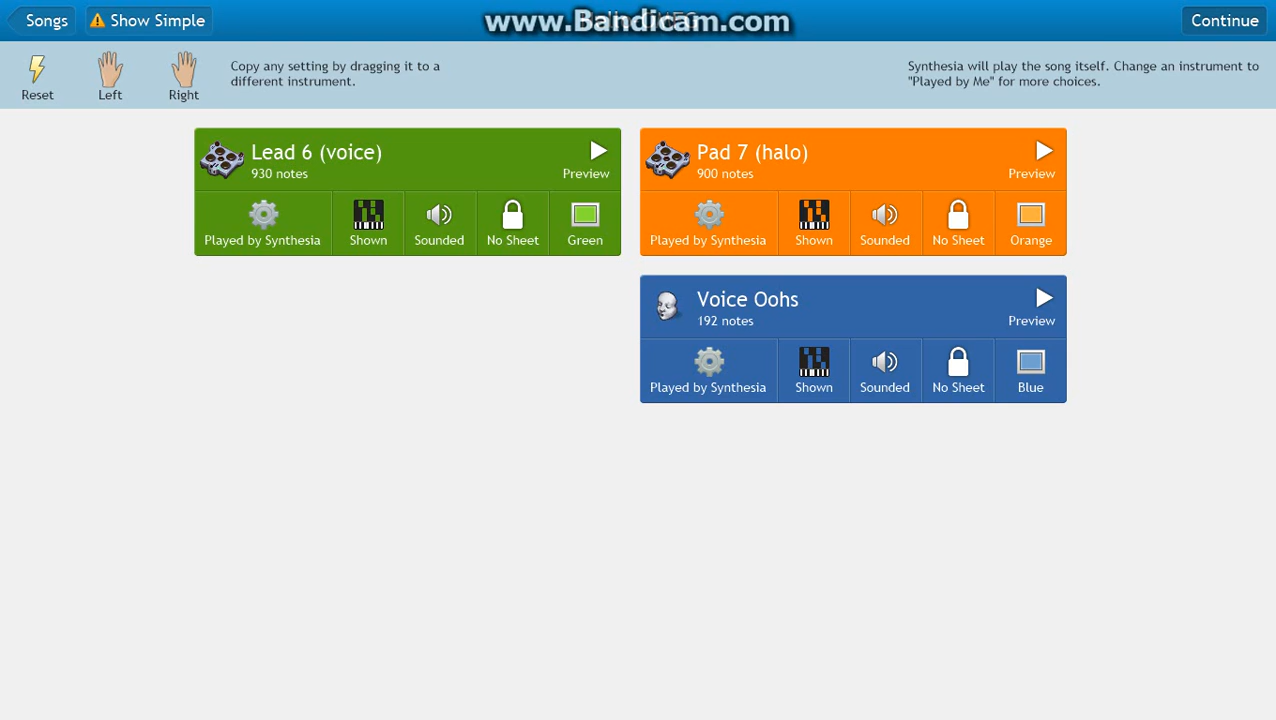 Songs
Show Simple
www.Bandicam.com
Continue
Reset
Left
Right
Copy any setting by dragging it to a
different instrument.
Synthesia will play the song itself. Change an instrument to
"Played by Me" for more choices.
Lead 6 (voice)
930 notes
Preview
Played by Synthesia
Shown
Sounded
No Sheet
Green
Pad 7 (halo)
900 notes
Preview
Played by Synthesia
Shown
Sounded
No Sheet
Orange
Voice Oohs
192 notes
Preview
Played by Synthesia
Shown
Sounded
No Sheet
Blue